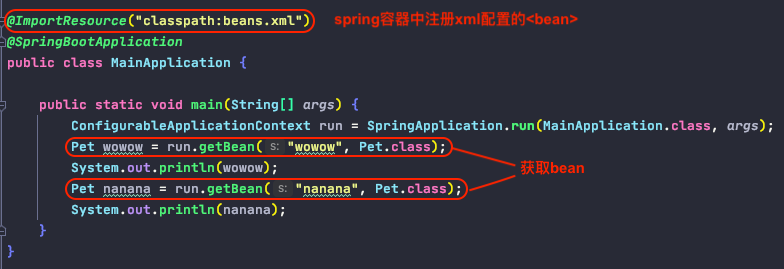 @ImportResource("classpath:beans.xml") spring容器中注册xml配置的<bean>
@SpringBootApplication
public class MainApplication {
public static void main(String[] args) {
ConfigurableApplicationContext run = SpringApplication.run(MainApplication.class, args);
Pet wowow = run.getBean( s: "wowow", Pet.class);
System.out.println(wowow);
获取bean
Pet nanana = run.getBean( s: "nanana", Pet.class);
System.out.println(nanana);
}
}